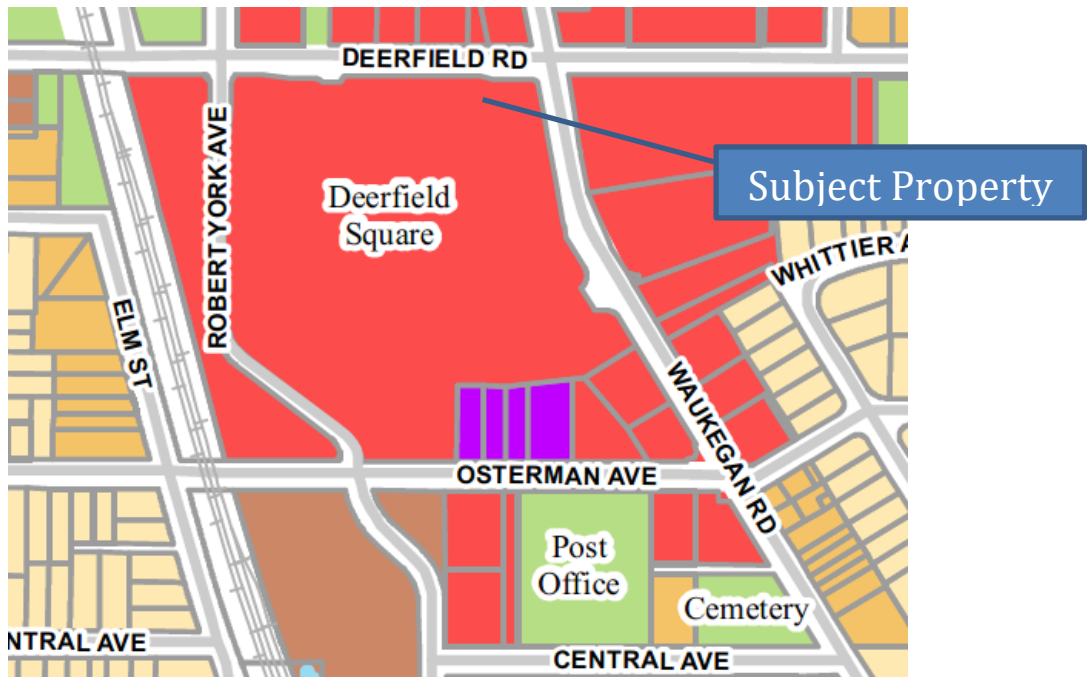 DEERFIELD RD
Subject Property
ROBERT YORK AVE
Deerfield
Square
WHITTIER A
ELM ST
WAUKEGAN RD
OSTERMAN AVE
Post
Office
Cemetery
NTRAL AVE
CENTRAL AVE